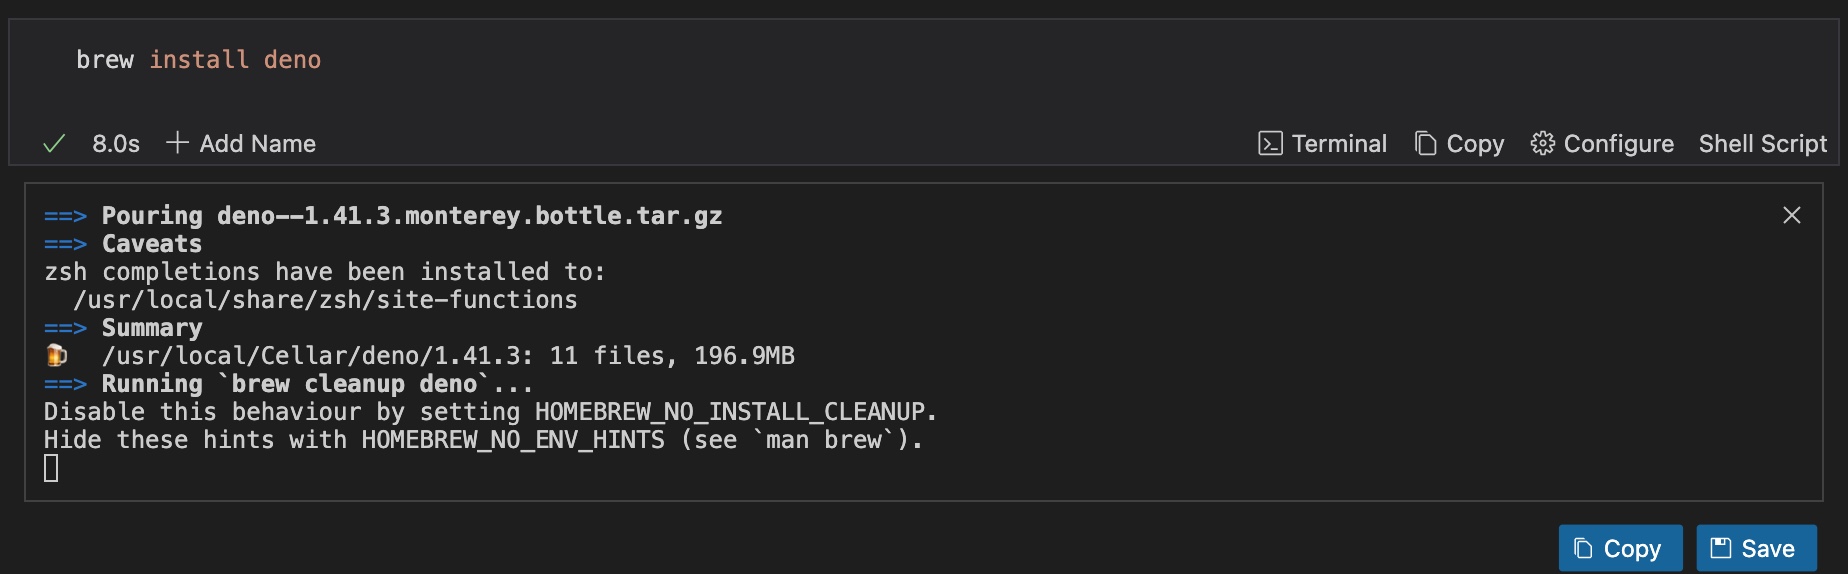 brew install deno
8.0s Add Name Terminal Copy Configure Shell Script
==> Pouring deno--1.41.3.monterey.bottle.tar.gz
==> Caveats
zsh completions have been installed to:
  /usr/local/share/zsh/site-functions
==> Summary
🍺  /usr/local/Cellar/deno/1.41.3: 11 files, 196.9MB
==> Running `brew cleanup deno`...
Disable this behaviour by setting HOMEBREW_NO_INSTALL_CLEANUP.
Hide these hints with HOMEBREW_NO_ENV_HINTS (see `man brew`).
Copy Save